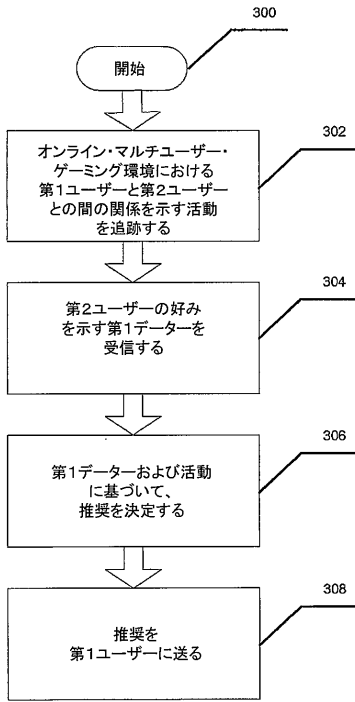 300
開始
302
オンライン・マルチユーザー・
ゲーミング環境における
第1ユーザーと第2ユーザー
との間の関係を示す活動
を追跡する
304
第2ユーザーの好み
を示す第1データーを
受信する
306
第1データーおよび活動
に基づいて、
推奨を決定する
308
推奨を
第1ユーザーに送る